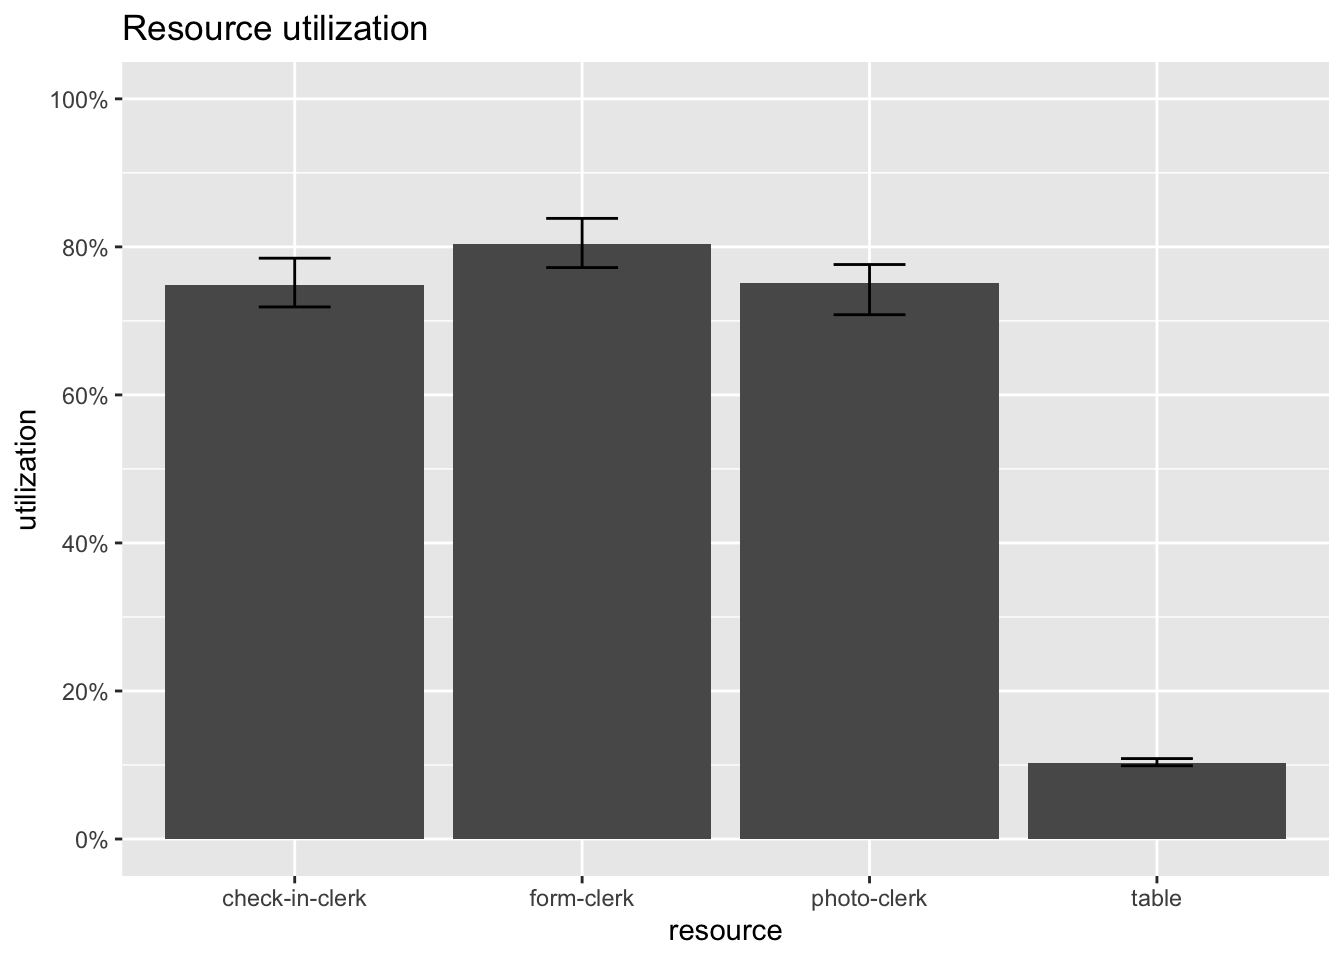 Resource utilization
100%
80%
60%
40%
20%
0%
utilization
check-in-clerk
form-clerk
photo-clerk
table
resource